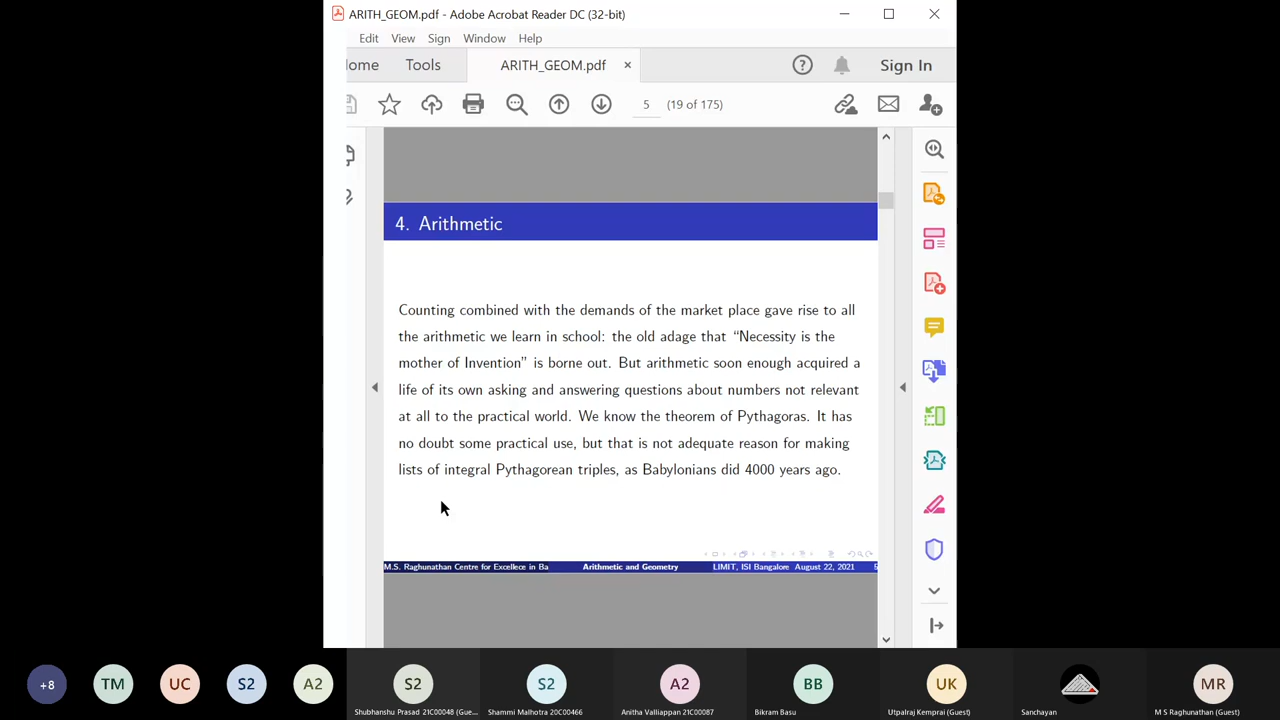 ARITH_GEOM.pdf - Adobe Acrobat Reader DC (32-bit)
Edit View Sign Window Help
Tools ARITH_GEOM.pdf × Sign In
5 (19 of 175)
4. Arithmetic
Counting combined with the demands of the market place gave rise to all
the arithmetic we learn in school: the old adage that “Necessity is the
mother of Invention” is borne out. But arithmetic soon enough acquired a
life of its own asking and answering questions about numbers not relevant
at all to the practical world. We know the theorem of Pythagoras. It has
no doubt some practical use, but that is not adequate reason for making
lists of integral Pythagorean triples, as Babylonians did 4000 years ago.
M.S. Raghunathan Centre for Excellece in Ba Arithmetic and Geometry LIMIT, ISI Bangalore August 22, 2021
+8 TM UC S2 A2 S2 S2 A2 BB UK MR
Shubhanshu Prasad 21C00048 (Gue... Shammi Malhotra 20C00466 Anitha Valliappan 21C00087 Bikram Basu Utpalraj Kemprai (Guest) Sanchayan M S Raghunathan (Guest)